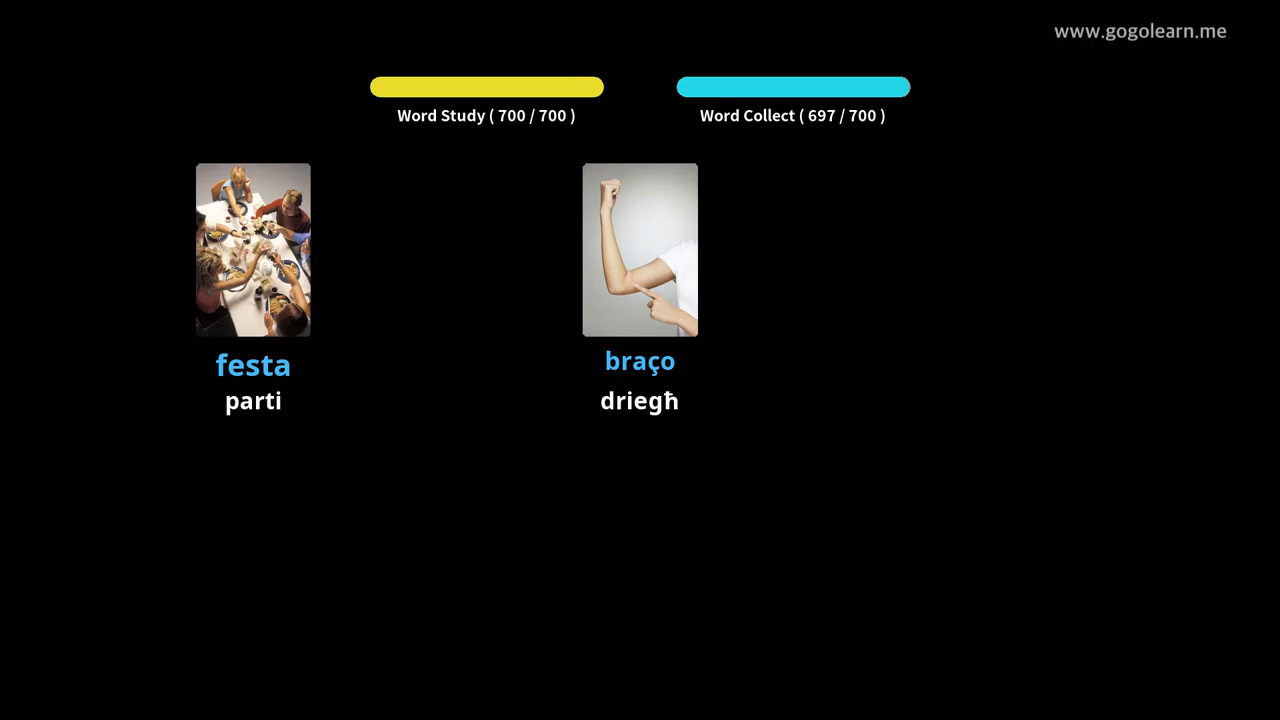 www.gogolearn.me
Word Study ( 700 / 700 )
Word Collect ( 697 / 700 )
festa
parti
braço
driegħ